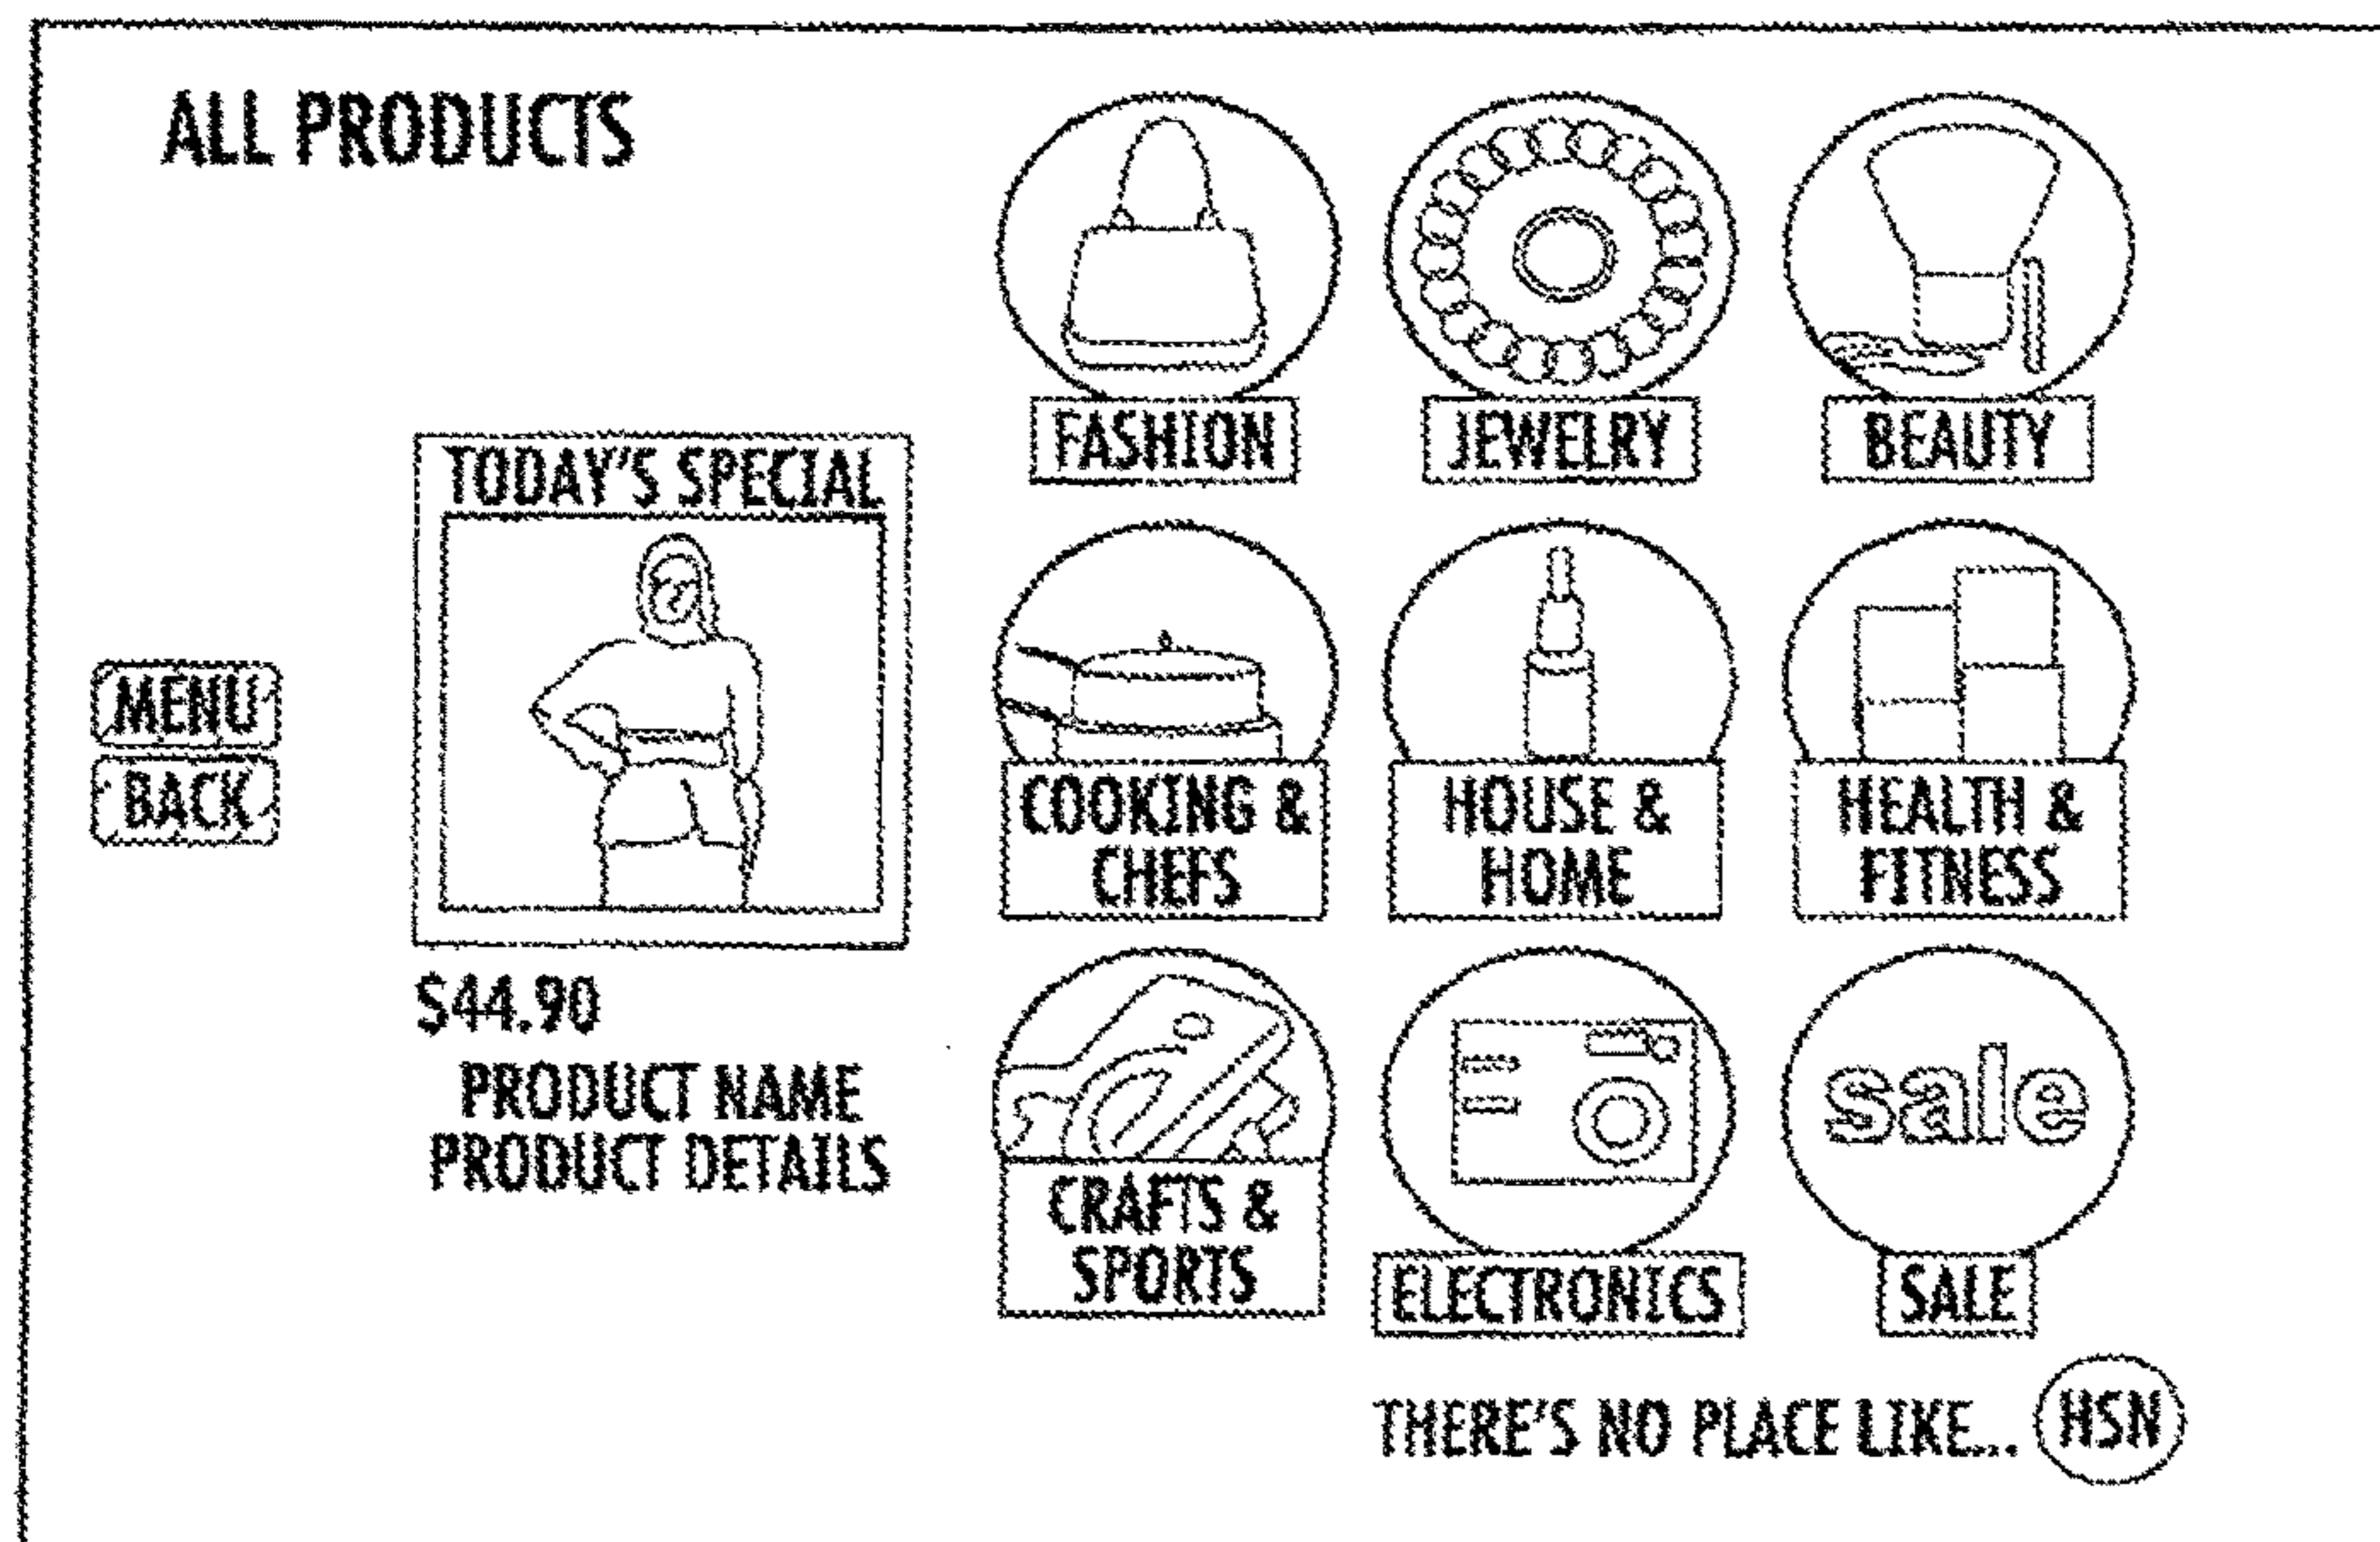 ALL PRODUCTS
FASHION
JEWELRY
BEAUTY
TODAY'S SPECIAL
MENU
BACK
COOKING &
CHEFS
HOUSE &
HOME
HEALTH &
FITNESS
$44.90
PRODUCT NAME
PRODUCT DETAILS
sale
CRAFTS &
SPORTS
ELECTRONICS
SALE
THERE'S NO PLACE LIKE... HSN